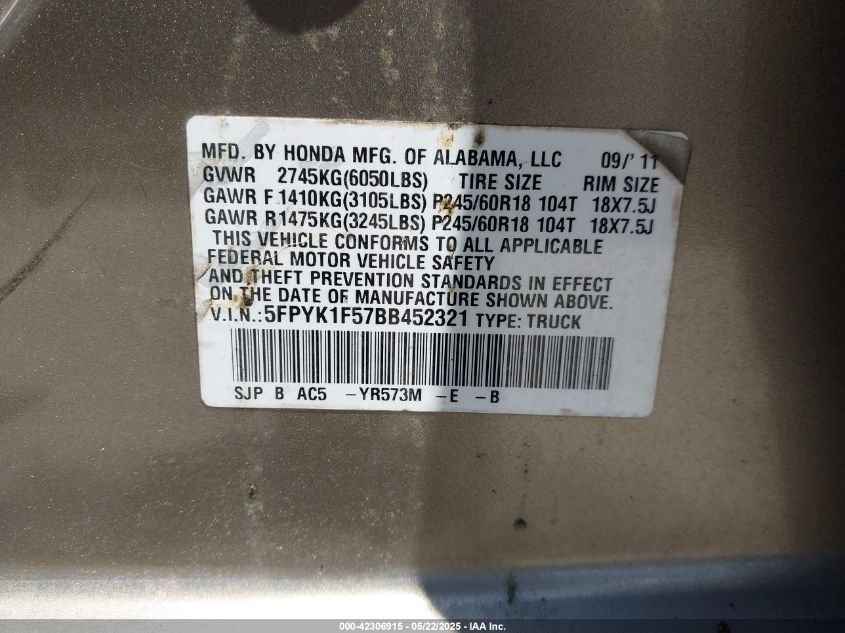 MFD. BY HONDA MFG. OF ALABAMA, LLC 09/'11
GVWR 2745KG(6050LBS) TIRE SIZE RIM SIZE
GAWR F 1410KG(3105LBS) P245/60R18 104T 18X7.5J
GAWR R1475KG(3245LBS) P245/60R18 104T 18X7.5J
THIS VEHICLE CONFORMS TO ALL APPLICABLE
FEDERAL MOTOR VEHICLE SAFETY
AND THEFT PREVENTION STANDARDS IN EFFECT
ON THE DATE OF MANUFACTURE SHOWN ABOVE.
V.I.N.:5FPYK1F57BB452321 TYPE: TRUCK
SJP B AC5 -YR573M -E -B
000-42306915 - 05/22/2025 - IAA Inc.